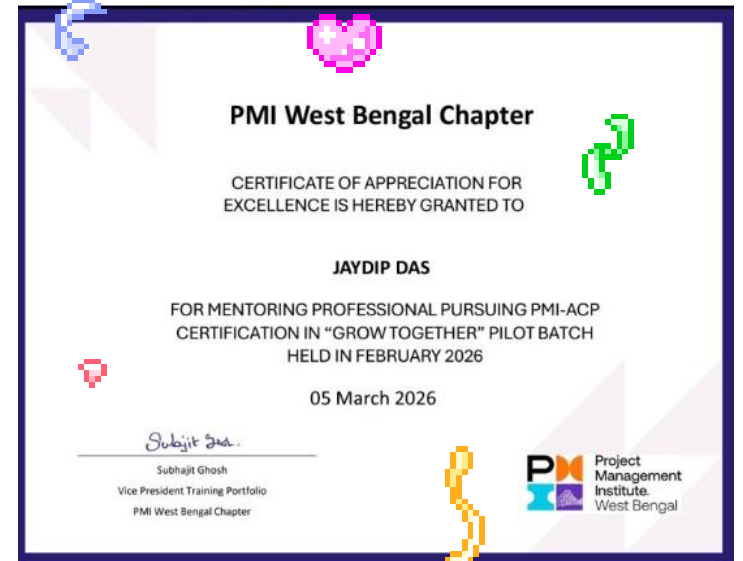 PMI West Bengal Chapter
CERTIFICATE OF APPRECIATION FOR
EXCELLENCE IS HEREBY GRANTED TO
JAYDIP DAS
FOR MENTORING PROFESSIONAL PURSUING PMI-ACP
CERTIFICATION IN “GROW TOGETHER” PILOT BATCH
HELD IN FEBRUARY 2026
05 March 2026
Subhajit Ghosh
Vice President Training Portfolio
PMI West Bengal Chapter
Project
Management
Institute.
West Bengal